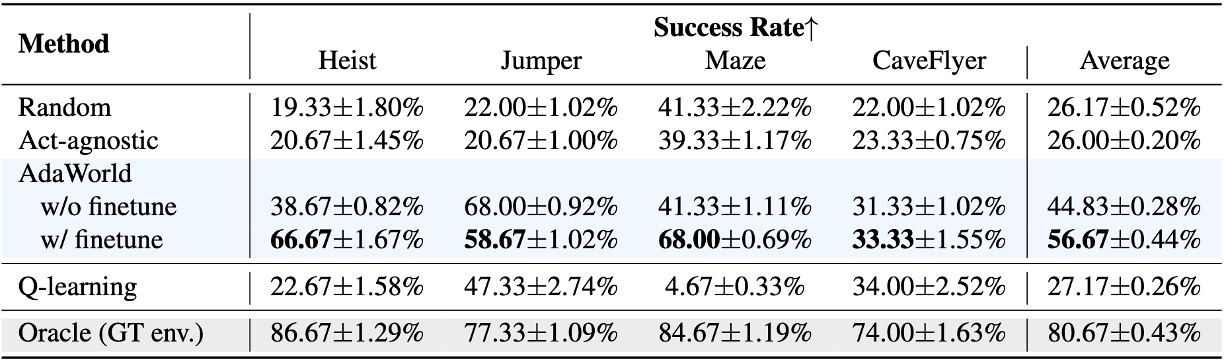 Method Success Rate↑
Heist Jumper Maze CaveFlyer Average
Random 19.33±1.80% 22.00±1.02% 41.33±2.22% 22.00±1.02% 26.17±0.52%
Act-agnostic 20.67±1.45% 20.67±1.00% 39.33±1.17% 23.33±0.75% 26.00±0.20%
AdaWorld
w/o finetune 38.67±0.82% 68.00±0.92% 41.33±1.11% 31.33±1.02% 44.83±0.28%
w/ finetune 66.67±1.67% 58.67±1.02% 68.00±0.69% 33.33±1.55% 56.67±0.44%
Q-learning 22.67±1.58% 47.33±2.74% 4.67±0.33% 34.00±2.52% 27.17±0.26%
Oracle (GT env.) 86.67±1.29% 77.33±1.09% 84.67±1.19% 74.00±1.63% 80.67±0.43%